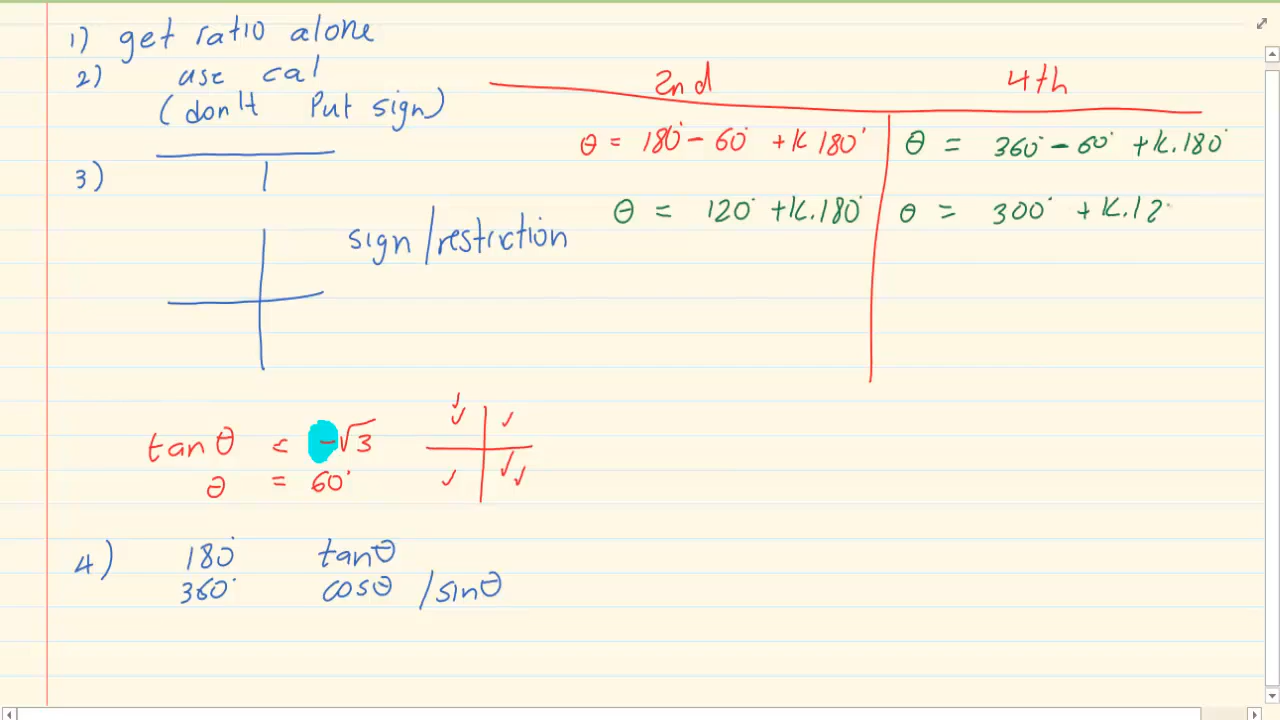 1) get ratio alone
2) use cal
(don't Put sign)
3)
sign/restriction
2nd 4th
θ = 180° - 60° + K 180° θ = 360° - 60° + K.180°
θ = 120° + K.180° θ = 300° + K.12
tan θ = -√3
θ = 60°
4) 180° tanθ
360° cosθ / sinθ